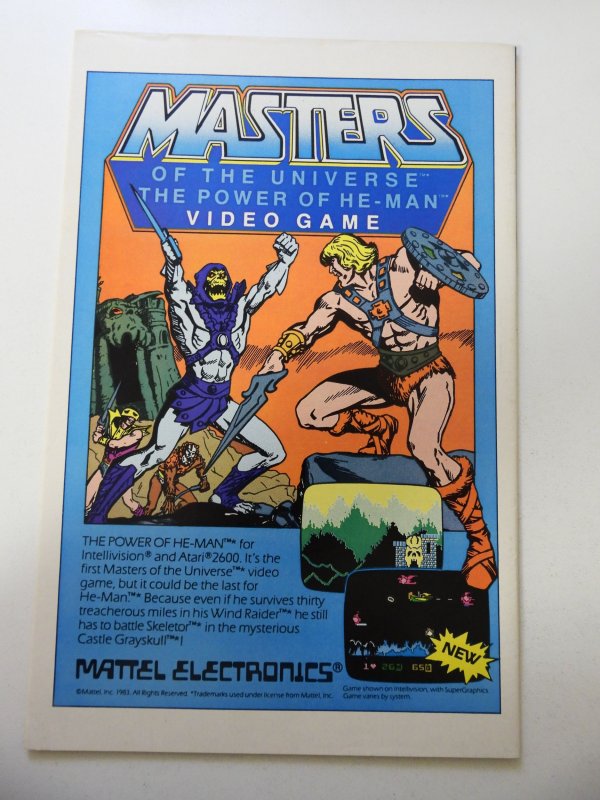 MASTERS
OF THE UNIVERSE™*
THE POWER OF HE-MAN™*
VIDEO GAME
THE POWER OF HE-MAN™* for
Intellivision® and Atari® 2600. It's the
first Masters of the Universe™* video
game, but it could be the last for
He-Man™* Because even if he survives thirty
treacherous miles in his Wind Raider™* he still
has to battle Skeletor™* in the mysterious
Castle Grayskull™*!
MATTEL ELECTRONICS®
©Mattel, Inc. 1983. All Rights Reserved. *Trademarks used under license from Mattel, Inc.
NEW
Game shown on Intellivision, with SuperGraphics.
Game varies by system.